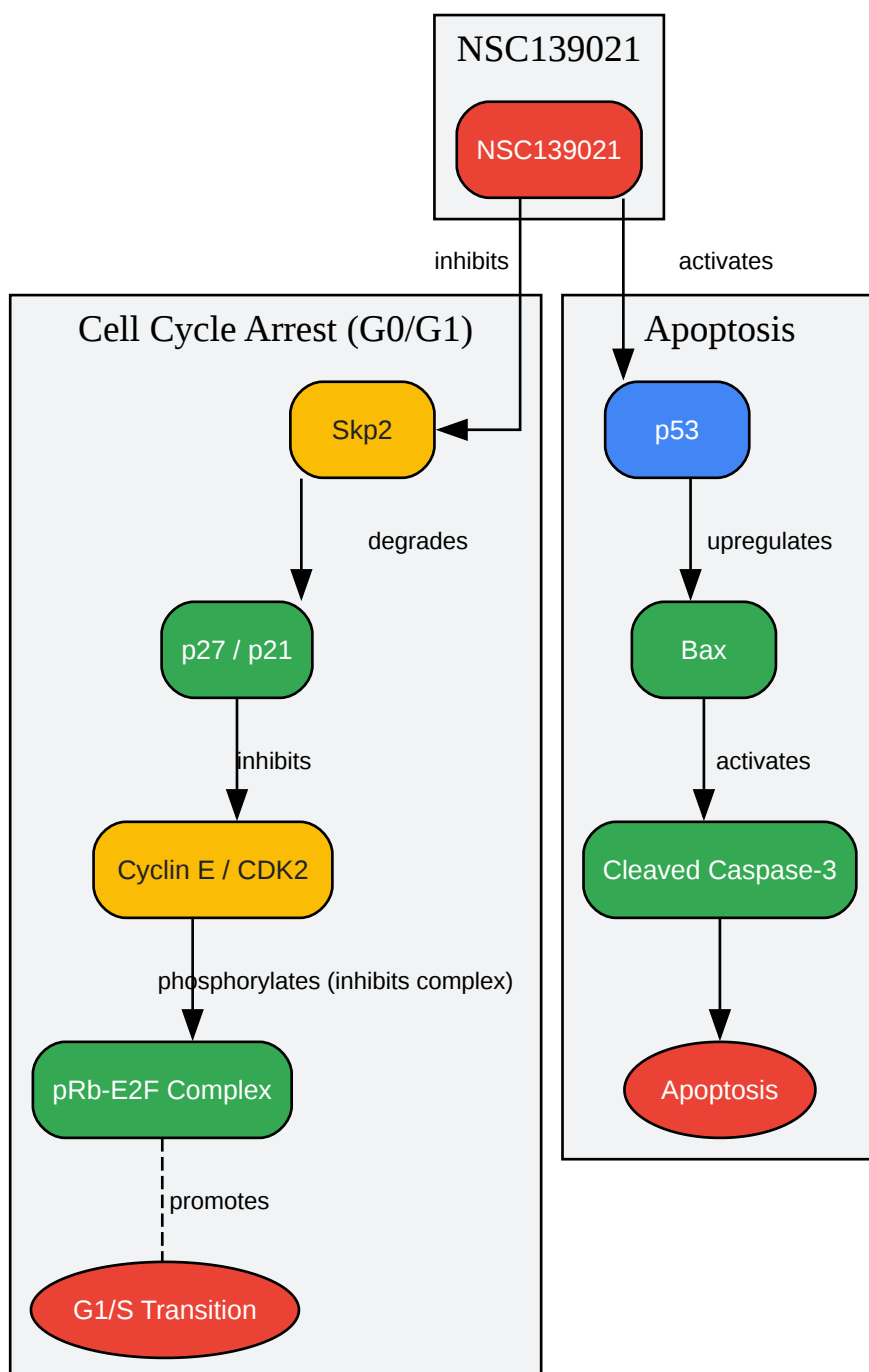 NSC139021
NSC139021
inhibits
activates
Cell Cycle Arrest (G0/G1)
Apoptosis
Skp2
p53
degrades
upregulates
p27 / p21
Bax
inhibits
activates
Cyclin E / CDK2
Cleaved Caspase-3
phosphorylates (inhibits complex)
pRb-E2F Complex
Apoptosis
promotes
G1/S Transition